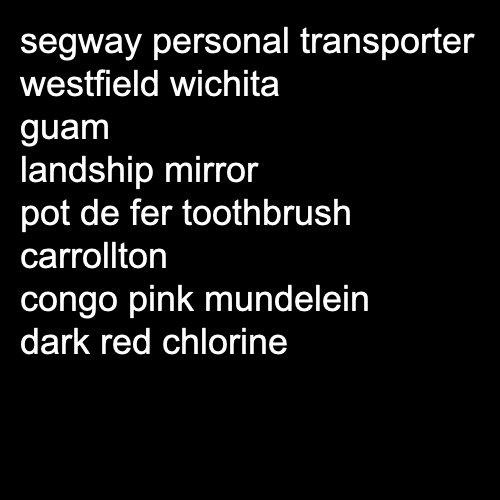 segway personal transporter
westfield wichita
guam
landship mirror
pot de fer toothbrush
carrollton
congo pink mundelein
dark red chlorine